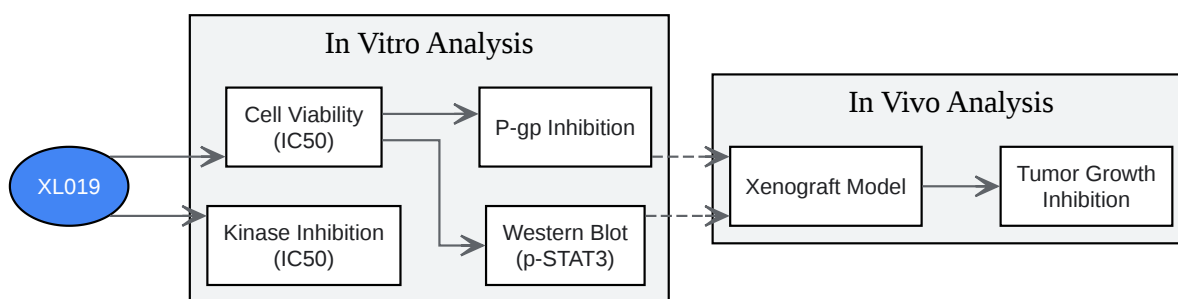 XL019
In Vitro Analysis
Cell Viability
(IC50)
P-gp Inhibition
Kinase Inhibition
(IC50)
Western Blot
(p-STAT3)
In Vivo Analysis
Xenograft Model
Tumor Growth
Inhibition